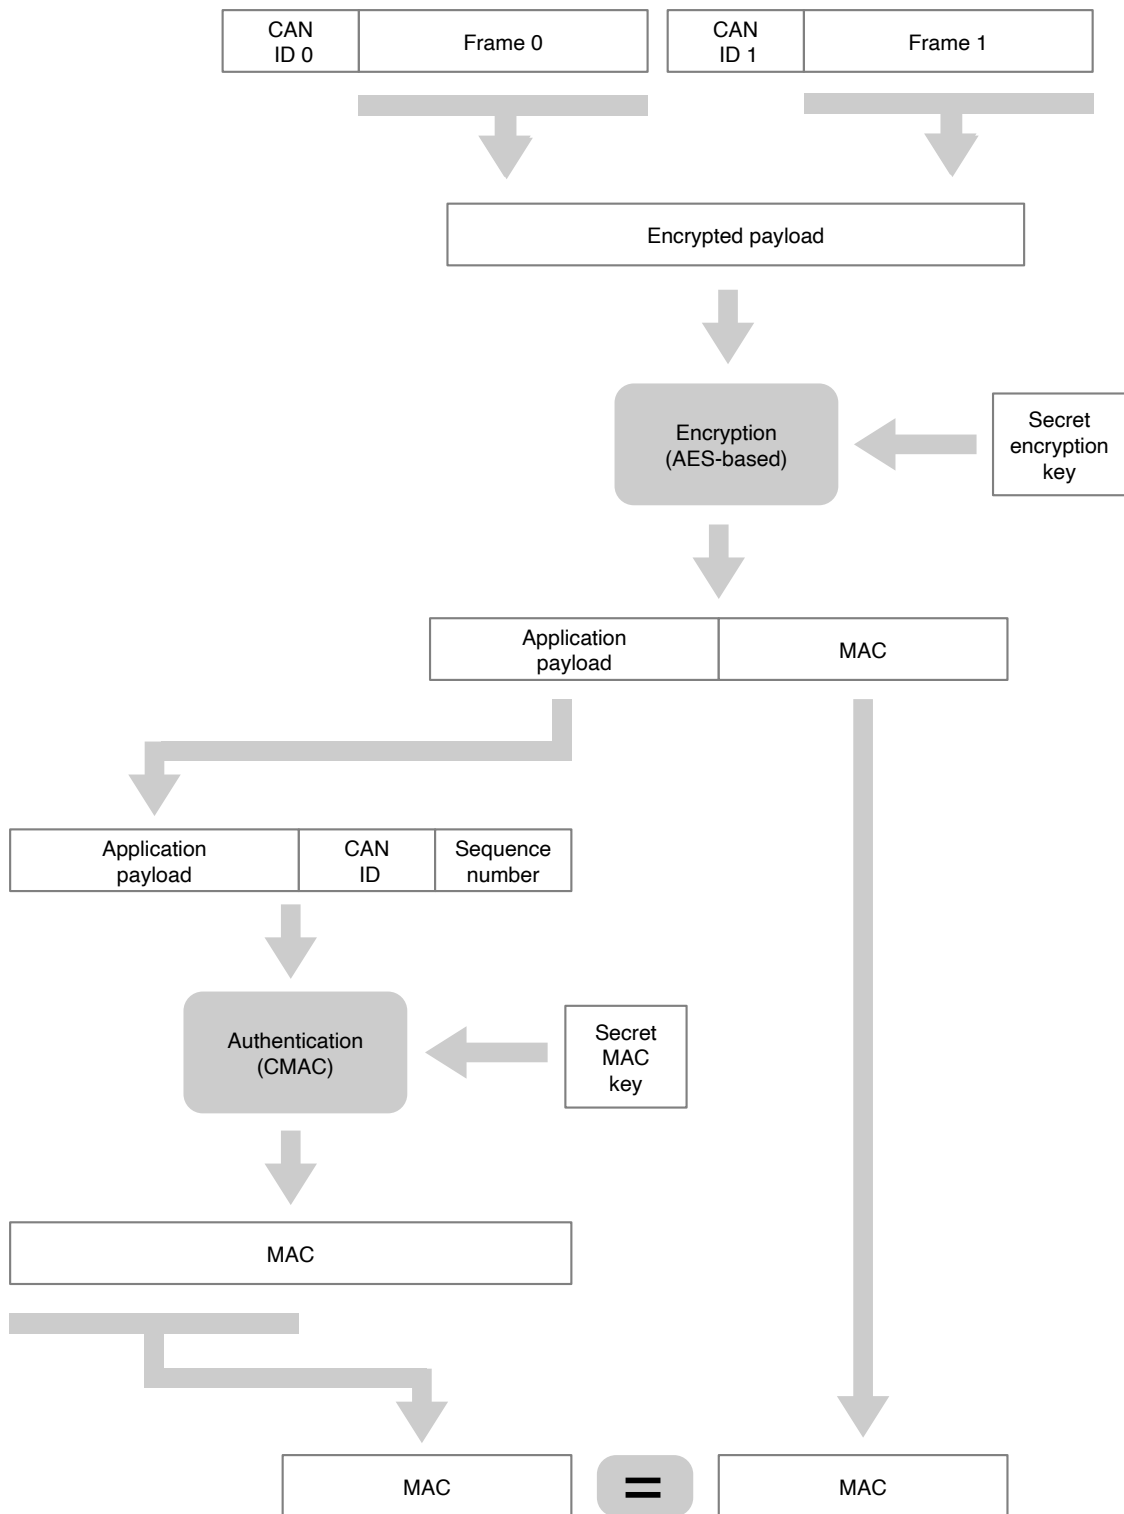 CAN
ID 0
Frame 0
CAN
ID 1
Frame 1
Encrypted payload
Encryption
(AES-based)
Secret
encryption
key
Application
payload
MAC
Application
payload
CAN
ID
Sequence
number
Authentication
(CMAC)
Secret
MAC
key
MAC
MAC
=
MAC